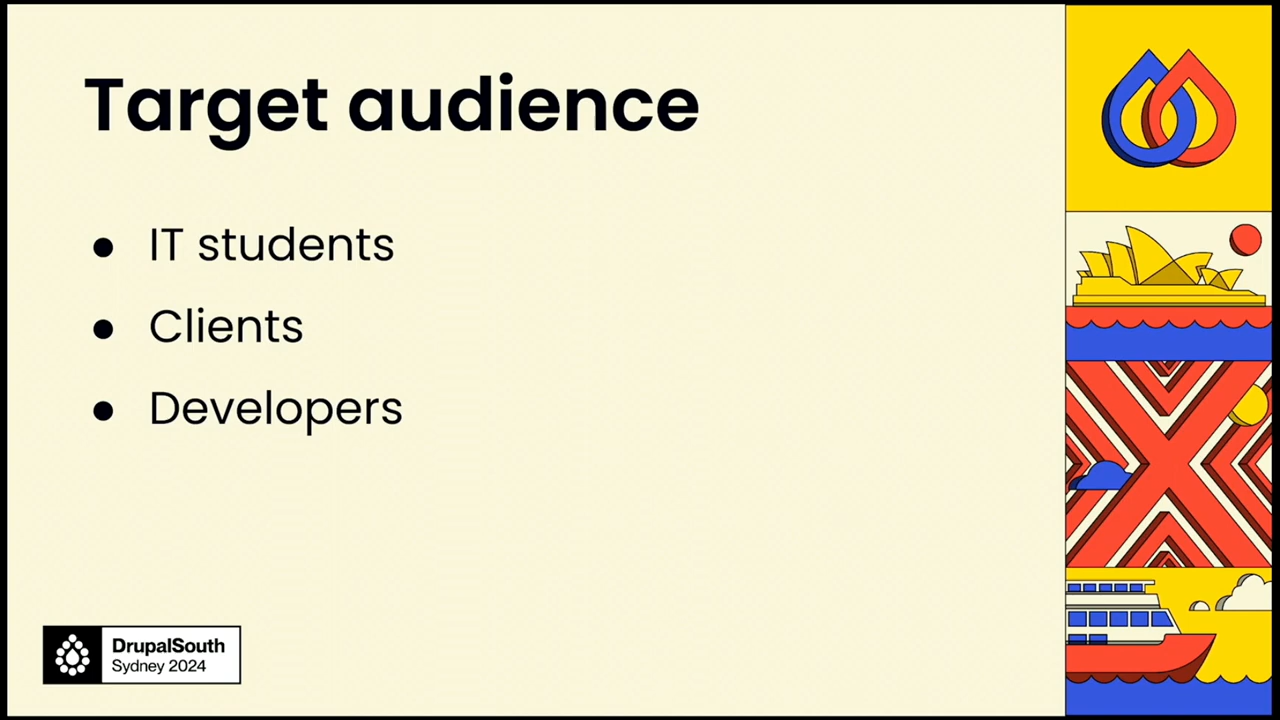 Target audience
● IT students
● Clients
● Developers
DrupalSouth
Sydney 2024